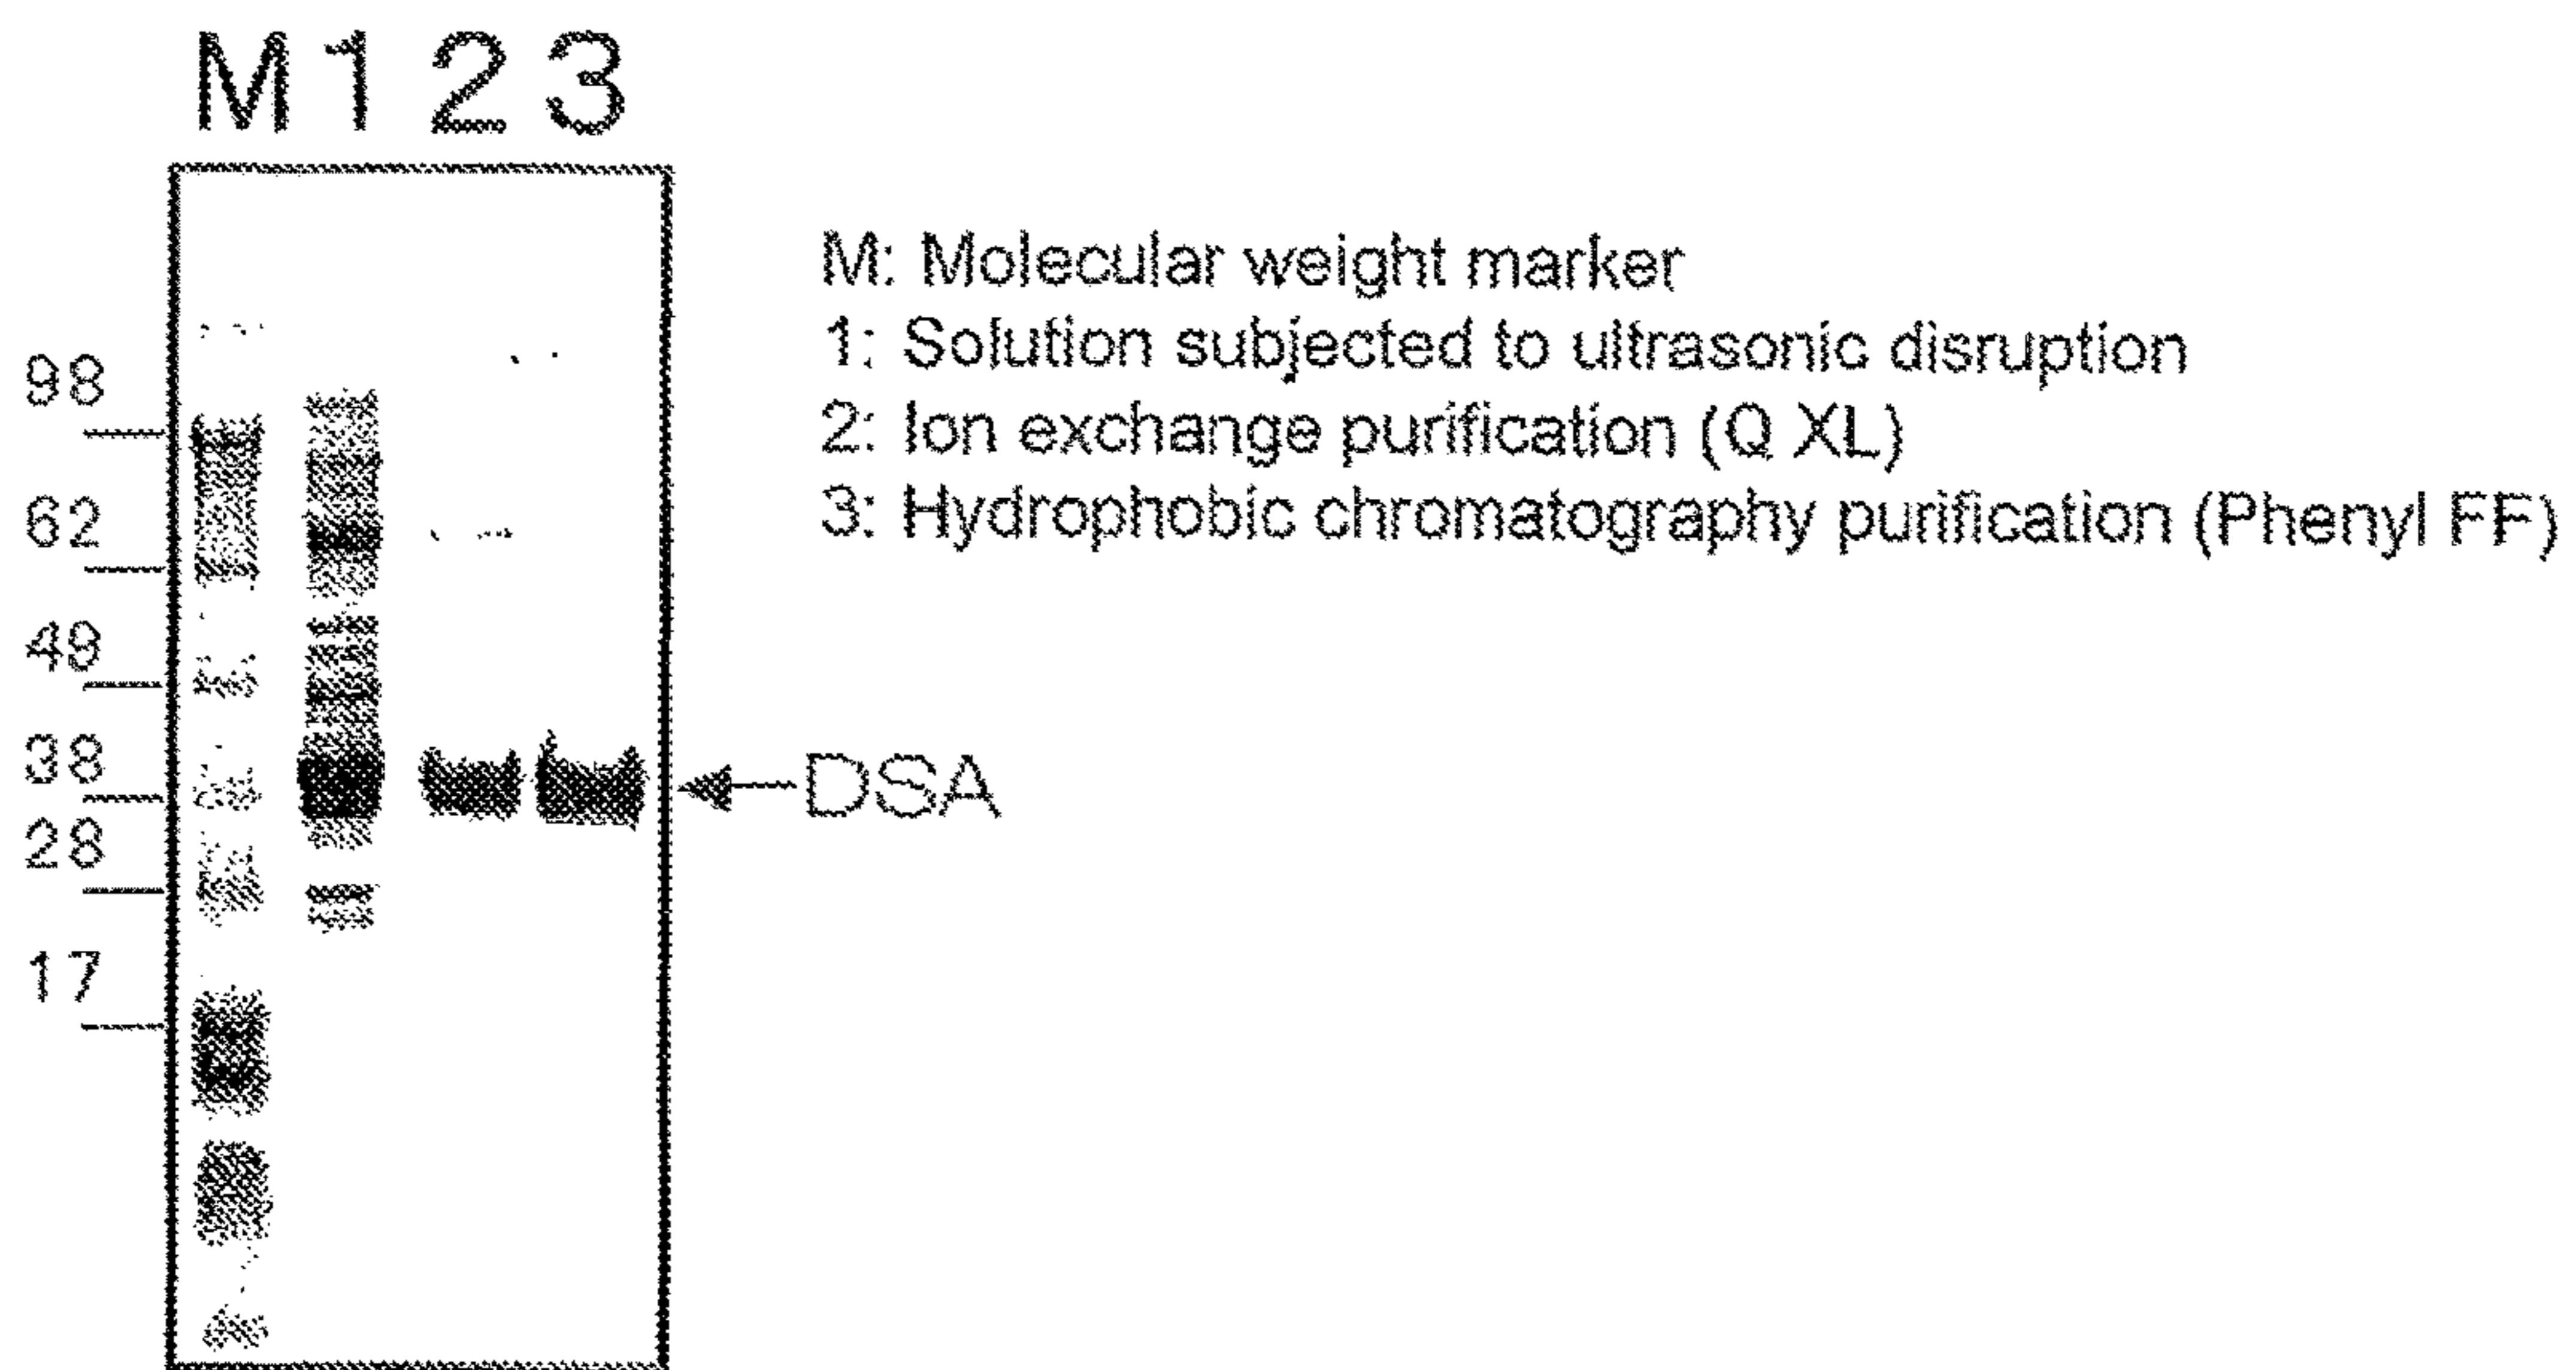 M 1 2 3
M: Molecular weight marker
1: Solution subjected to ultrasonic disruption
2: Ion exchange purification (Q XL)
3: Hydrophobic chromatography purification (Phenyl FF)
98
62
49
38
28
17
DSA